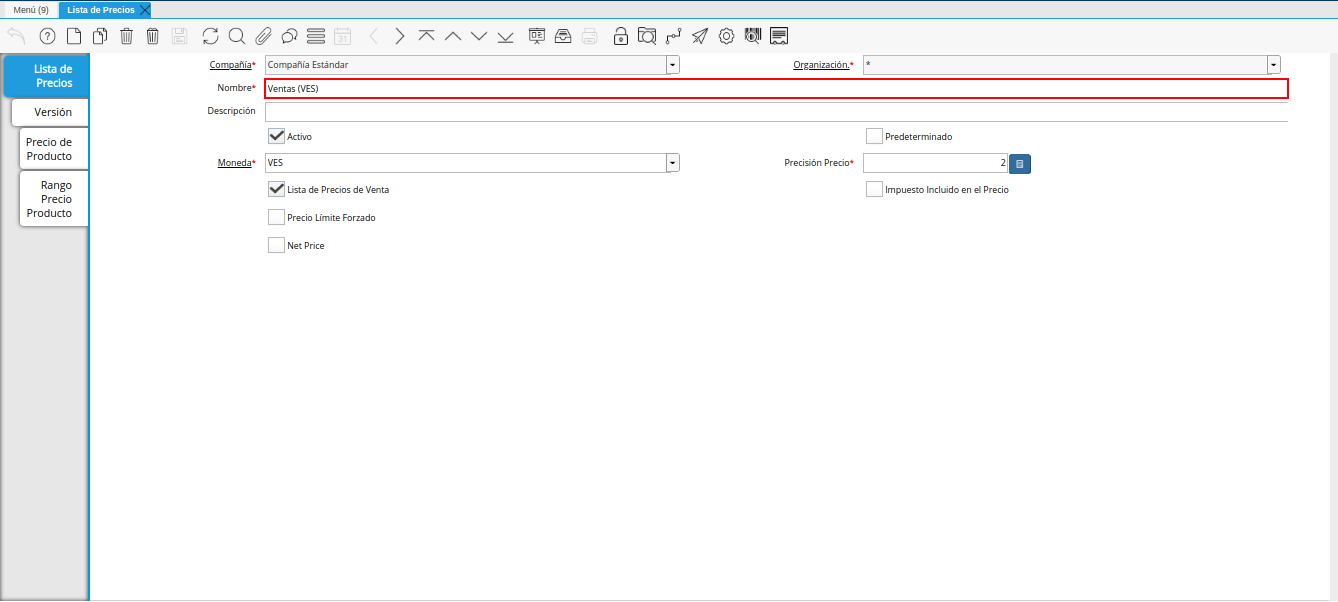 Menú (9)
Lista de Precios
31
Lista de
Precios
Versión
Precio de
Producto
Rango
Precio
Producto
Compañía* Compañía Estándar
Organización.* *
Nombre* Ventas (VES)
Descripción
Activo
Predeterminado
Moneda* VES
Precisión Precio* 2
Lista de Precios de Venta
Impuesto Incluido en el Precio
Precio Límite Forzado
Net Price